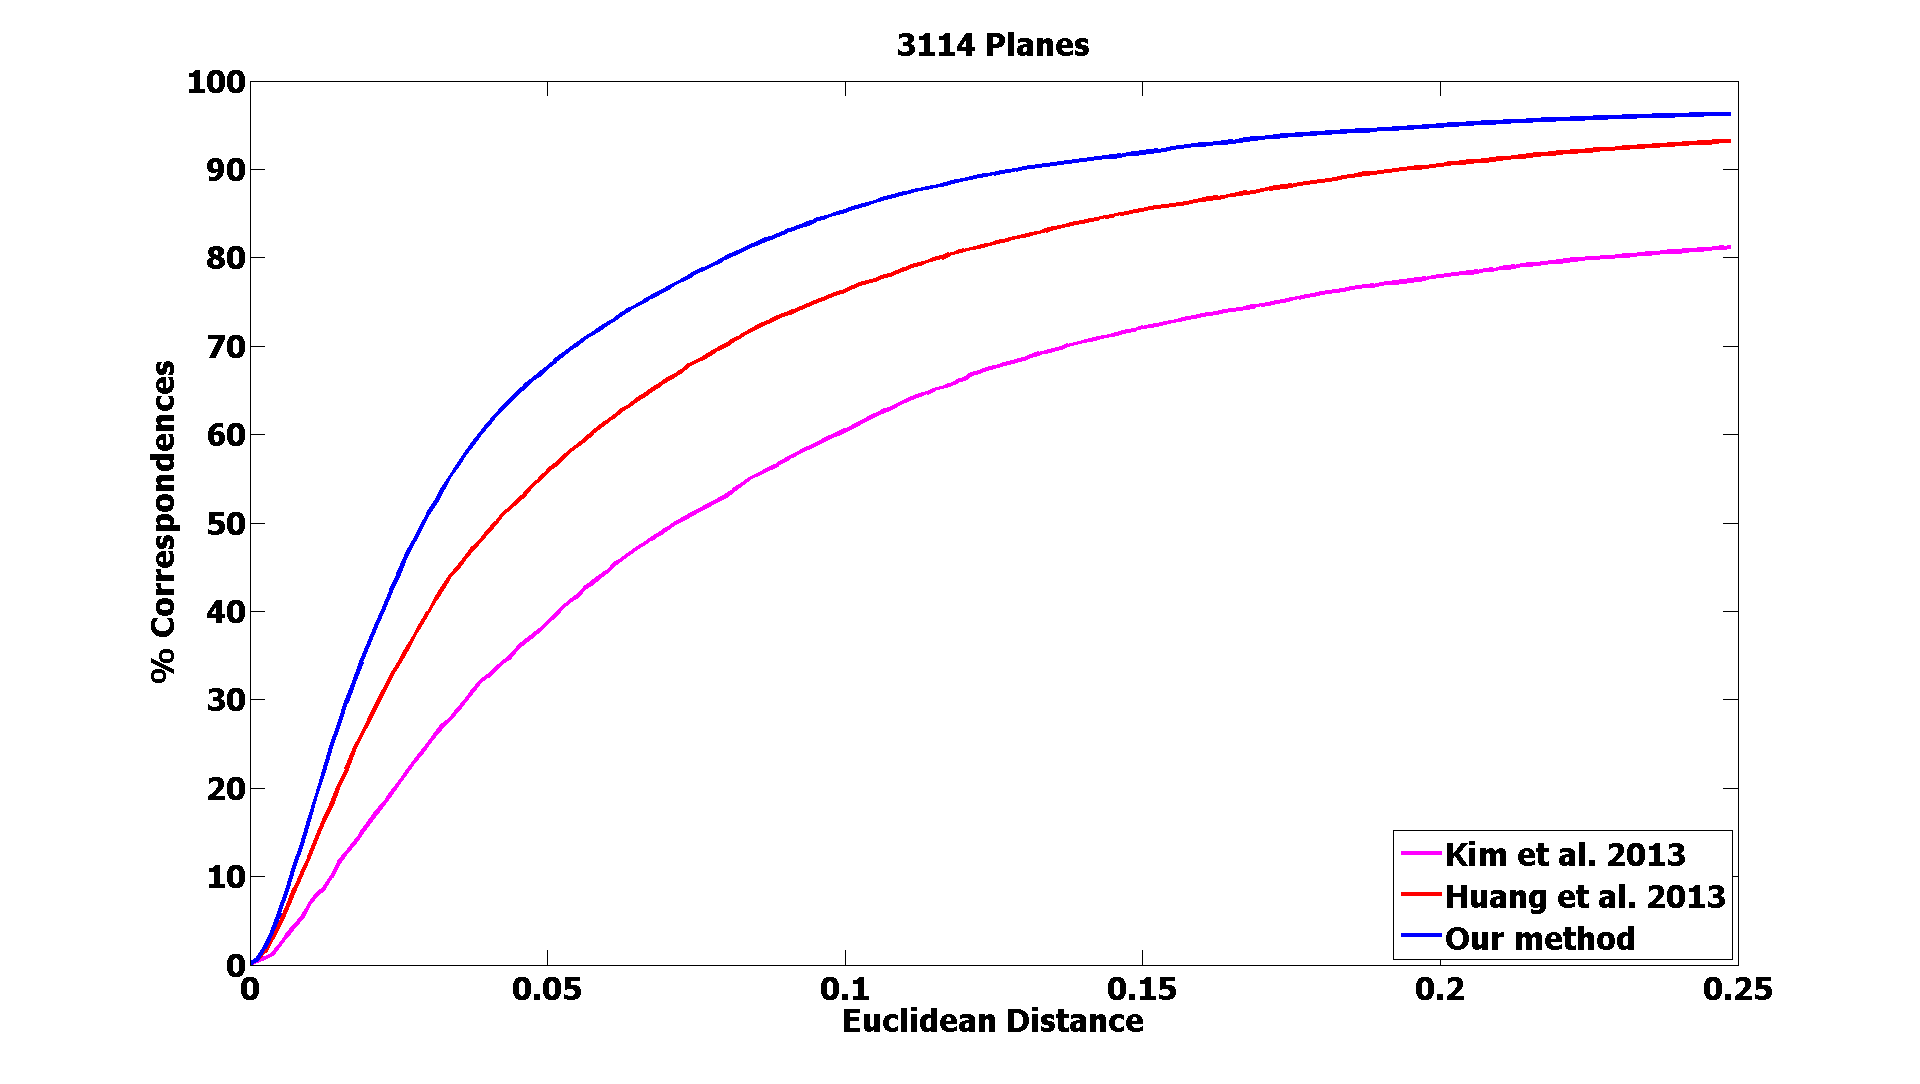 3114 Planes
100
90
80
70
60
50
40
30
20
10
0
% Correspondences
0 0.05 0.1 0.15 0.2 0.25
Euclidean Distance
Kim et al. 2013
Huang et al. 2013
Our method